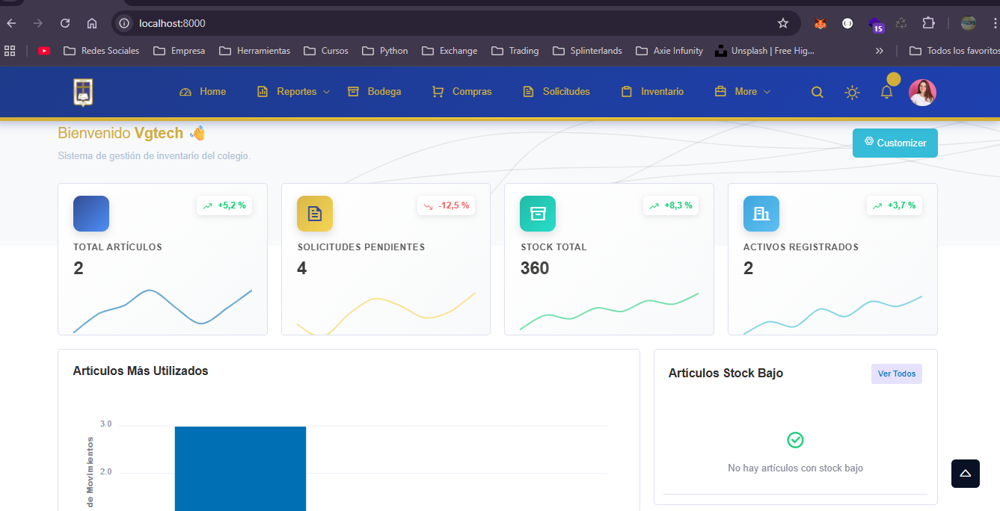 localhost:8000
15
Redes Sociales Empresa Herramientas Cursos Python Exchange Trading Splinterlands Axie Infunity Unsplash | Free Hig... » Todos los favoritos
Home Reportes Bodega Compras Solicitudes Inventario More
Bienvenido Vgtech
Customizer
Sistema de gestión de inventario del colegio.
+5,2 %
TOTAL ARTÍCULOS
2
-12,5 %
SOLICITUDES PENDIENTES
4
+8,3 %
STOCK TOTAL
360
+3,7 %
ACTIVOS REGISTRADOS
2
Artículos Más Utilizados
3.0
2.0
de Movimientos
Artículos Stock Bajo
Ver Todos
No hay artículos con stock bajo